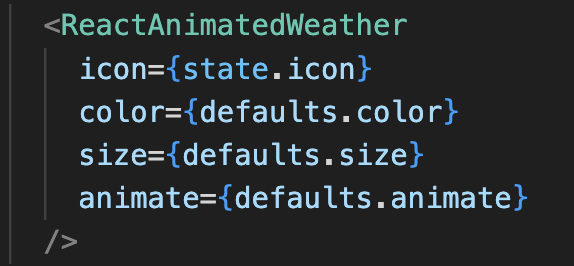 <ReactAnimatedWeather
icon={state.icon}
color={defaults.color}
size={defaults.size}
animate={defaults.animate}
/>